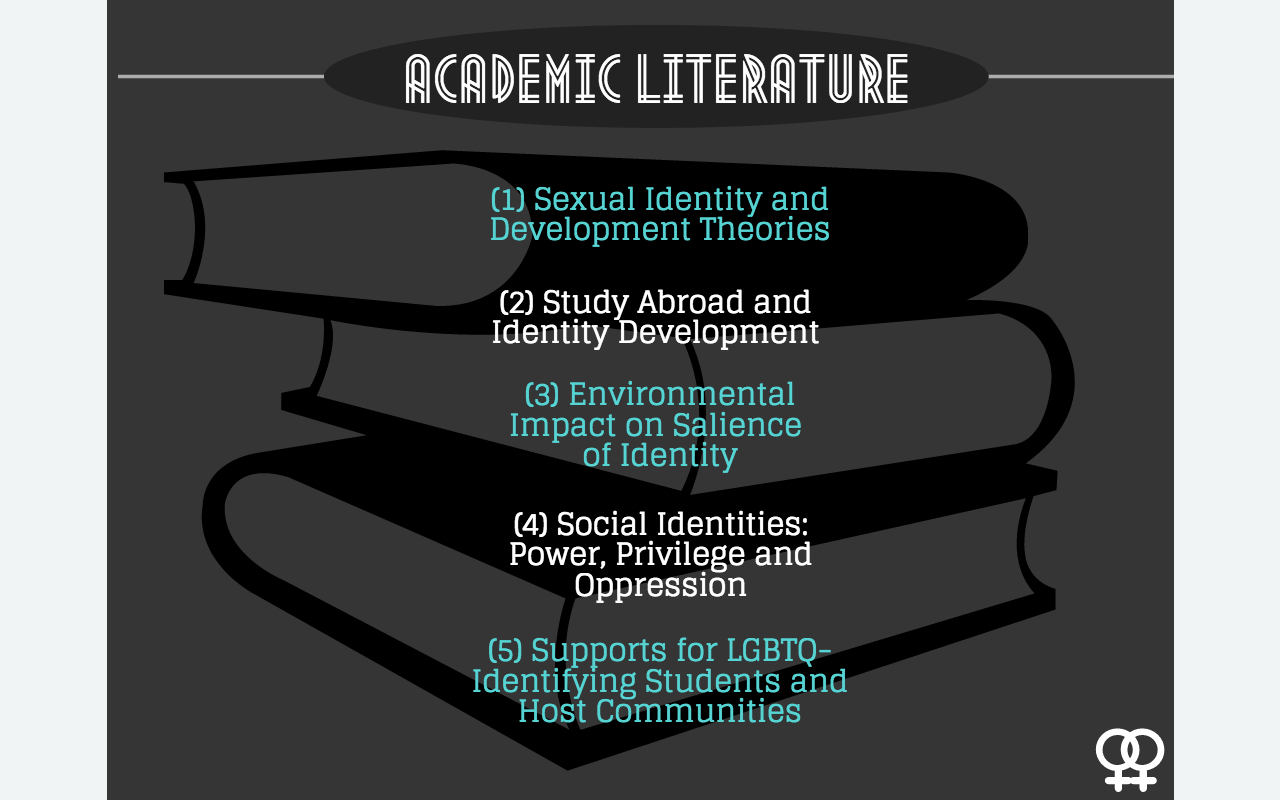 ACADEMIC LITERATURE
(1) Sexual Identity and
Development Theories
(2) Study Abroad and
Identity Development
(3) Environmental
Impact on Salience
of Identity
(4) Social Identities:
Power, Privilege and
Oppression
(5) Supports for LGBTQ-
Identifying Students and
Host Communities